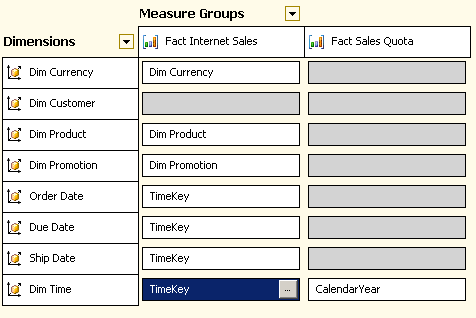 Measure Groups
Dimensions Fact Internet Sales Fact Sales Quota
Dim Currency Dim Currency
Dim Customer
Dim Product Dim Product
Dim Promotion Dim Promotion
Order Date TimeKey
Due Date TimeKey
Ship Date TimeKey
Dim Time TimeKey ... CalendarYear